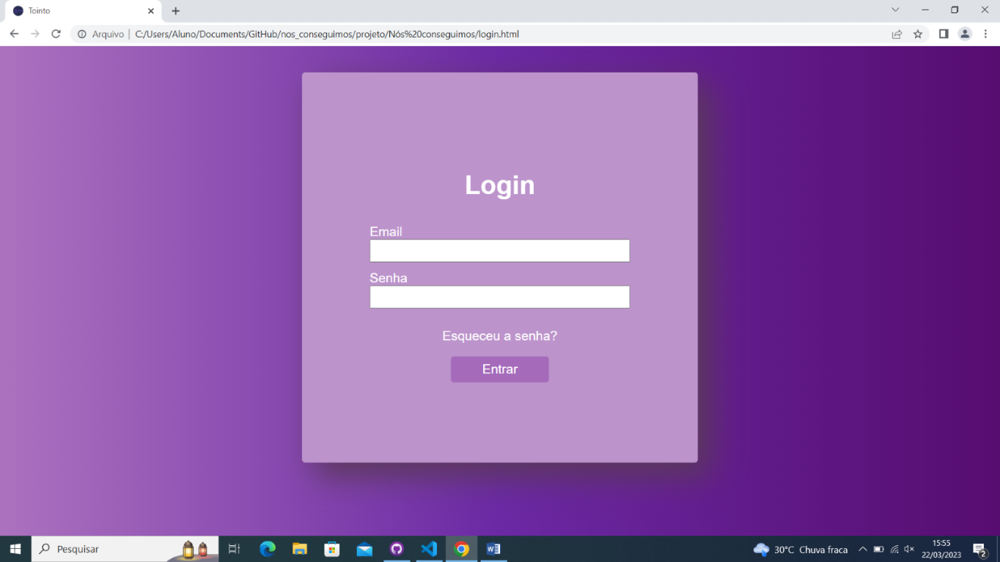 Tointo
Arquivo | C:/Users/Aluno/Documents/GitHub/nos_conseguimos/projeto/Nós%20conseguimos/login.html
Login
Email
Senha
Esqueceu a senha?
Entrar
Pesquisar
30°C Chuva fraca
15:55
22/03/2023
2